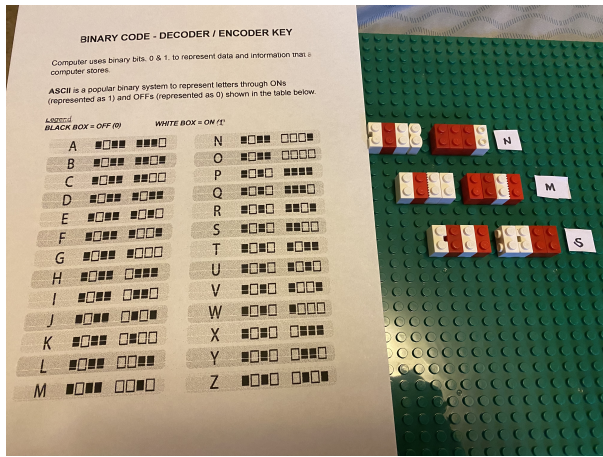 BINARY CODE - DECODER / ENCODER KEY
Computer uses binary bits, 0 & 1, to represent data and information that a
computer stores.
ASCII is a popular binary system to represent letters through ONs
(represented as 1) and OFFs (represented as 0) shown in the table below.
Legend
BLACK BOX = OFF (0) WHITE BOX = ON (1)
A
B
C
D
E
F
G
H
I
J
K
L
M
N
O
P
Q
R
S
T
U
V
W
X
Y
Z
N
M
S